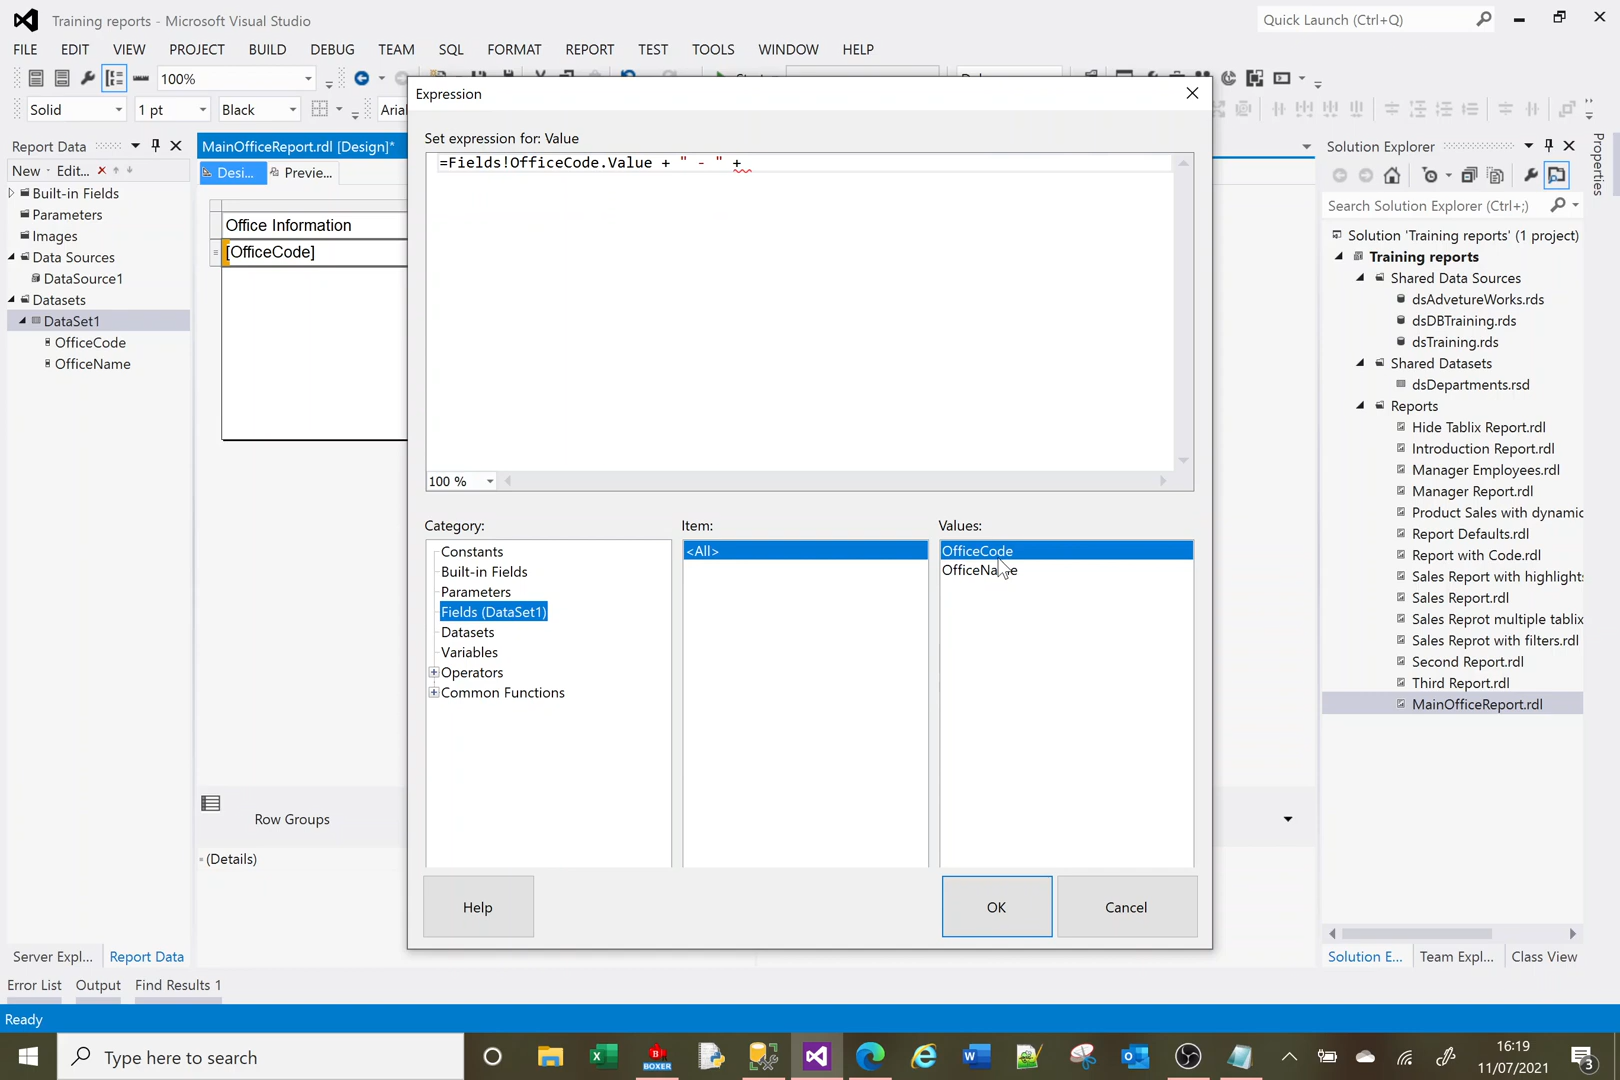 Training reports - Microsoft Visual Studio
Quick Launch (Ctrl+Q)
FILE EDIT VIEW PROJECT BUILD DEBUG TEAM SQL FORMAT REPORT TEST TOOLS WINDOW HELP
100%
Solid 1 pt Black Arial
Expression
Set expression for: Value
=Fields!OfficeCode.Value + " - " +
100 %
Category:
Constants
Built-in Fields
Parameters
Fields (DataSet1)
Datasets
Variables
Operators
Common Functions
Item:
<All>
Values:
OfficeCode
OfficeName
Help
OK
Cancel
Report Data
New Edit...
Built-in Fields
Parameters
Images
Data Sources
DataSource1
Datasets
DataSet1
OfficeCode
OfficeName
MainOfficeReport.rdl [Design]*
Desi... Previe...
Office Information
[OfficeCode]
Row Groups
(Details)
Solution Explorer
Search Solution Explorer (Ctrl+;)
Solution 'Training reports' (1 project)
Training reports
Shared Data Sources
dsAdvetureWorks.rds
dsDBTraining.rds
dsTraining.rds
Shared Datasets
dsDepartments.rsd
Reports
Hide Tablix Report.rdl
Introduction Report.rdl
Manager Employees.rdl
Manager Report.rdl
Product Sales with dynamic
Report Defaults.rdl
Report with Code.rdl
Sales Report with highlights
Sales Report.rdl
Sales Reprot multiple tablix
Sales Reprot with filters.rdl
Second Report.rdl
Third Report.rdl
MainOfficeReport.rdl
Properties
Server Expl... Report Data
Solution E... Team Expl... Class View
Error List Output Find Results 1
Ready
Type here to search
BOXER
16:19
11/07/2021
3